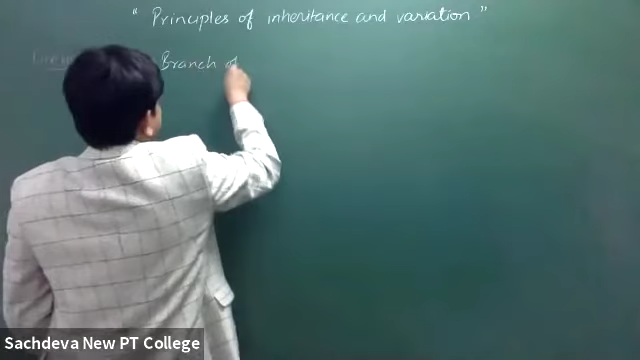 “ Principles of inheritance and variation ”
Branch of
Sachdeva New PT College